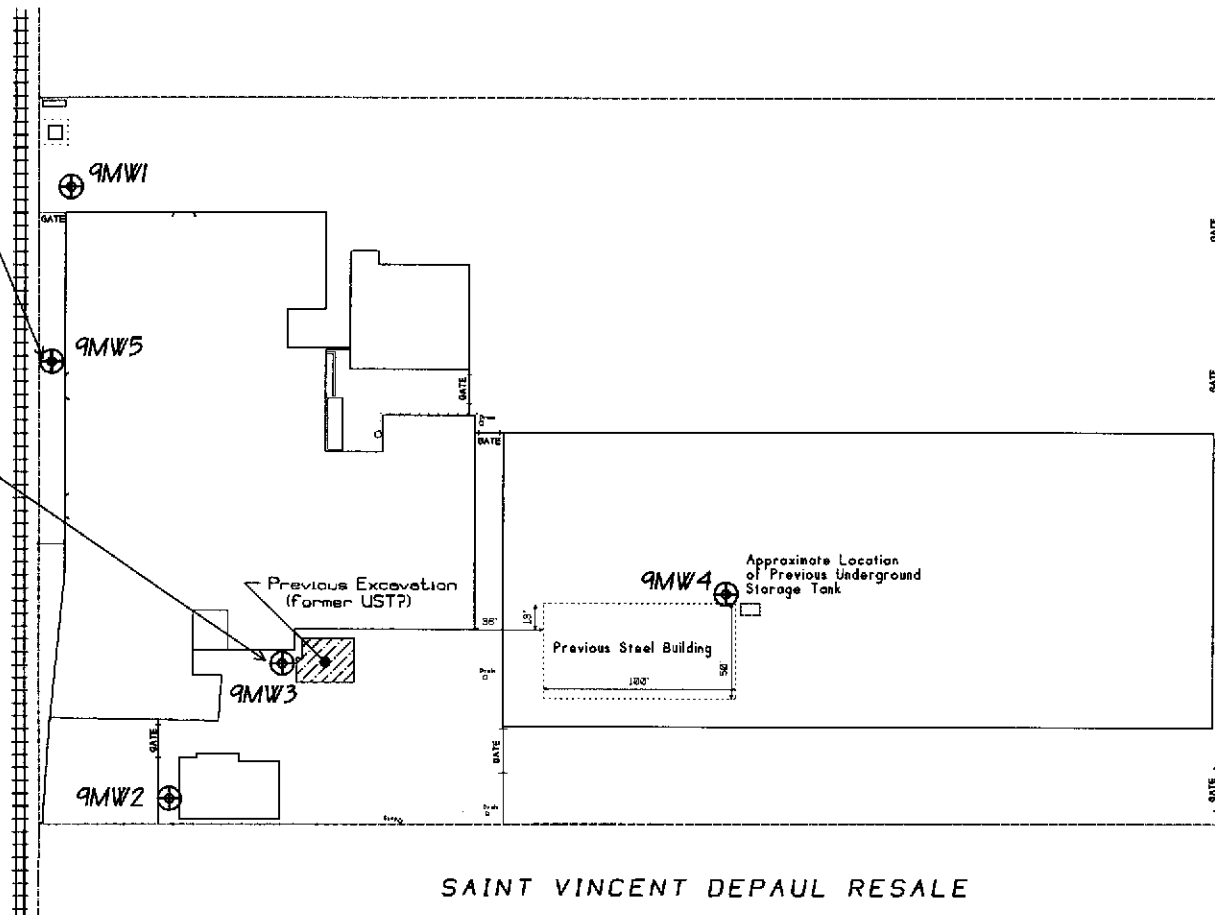 9MW1
GATE
GATE
9MW5
GATE
GATE
GATE
Approximate Location
of Previous Underground
Storage Tank
9MW4
Previous Excavation
(former UST?)
36'
13'
Previous Steel Building
50'
100'
9MW3
GATE
GATE
GATE
9MW2
SAINT VINCENT DEPAUL RESALE